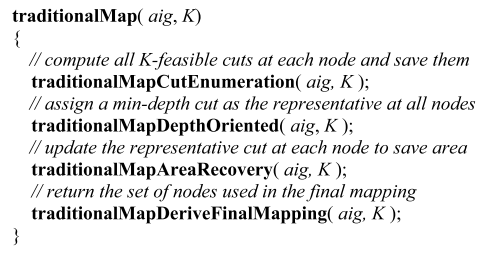 traditionalMap( aig, K)
{
// compute all K-feasible cuts at each node and save them
traditionalMapCutEnumeration( aig, K );
// assign a min-depth cut as the representative at all nodes
traditionalMapDepthOriented( aig, K );
// update the representative cut at each node to save area
traditionalMapAreaRecovery( aig, K );
// return the set of nodes used in the final mapping
traditionalMapDeriveFinalMapping( aig, K );
}